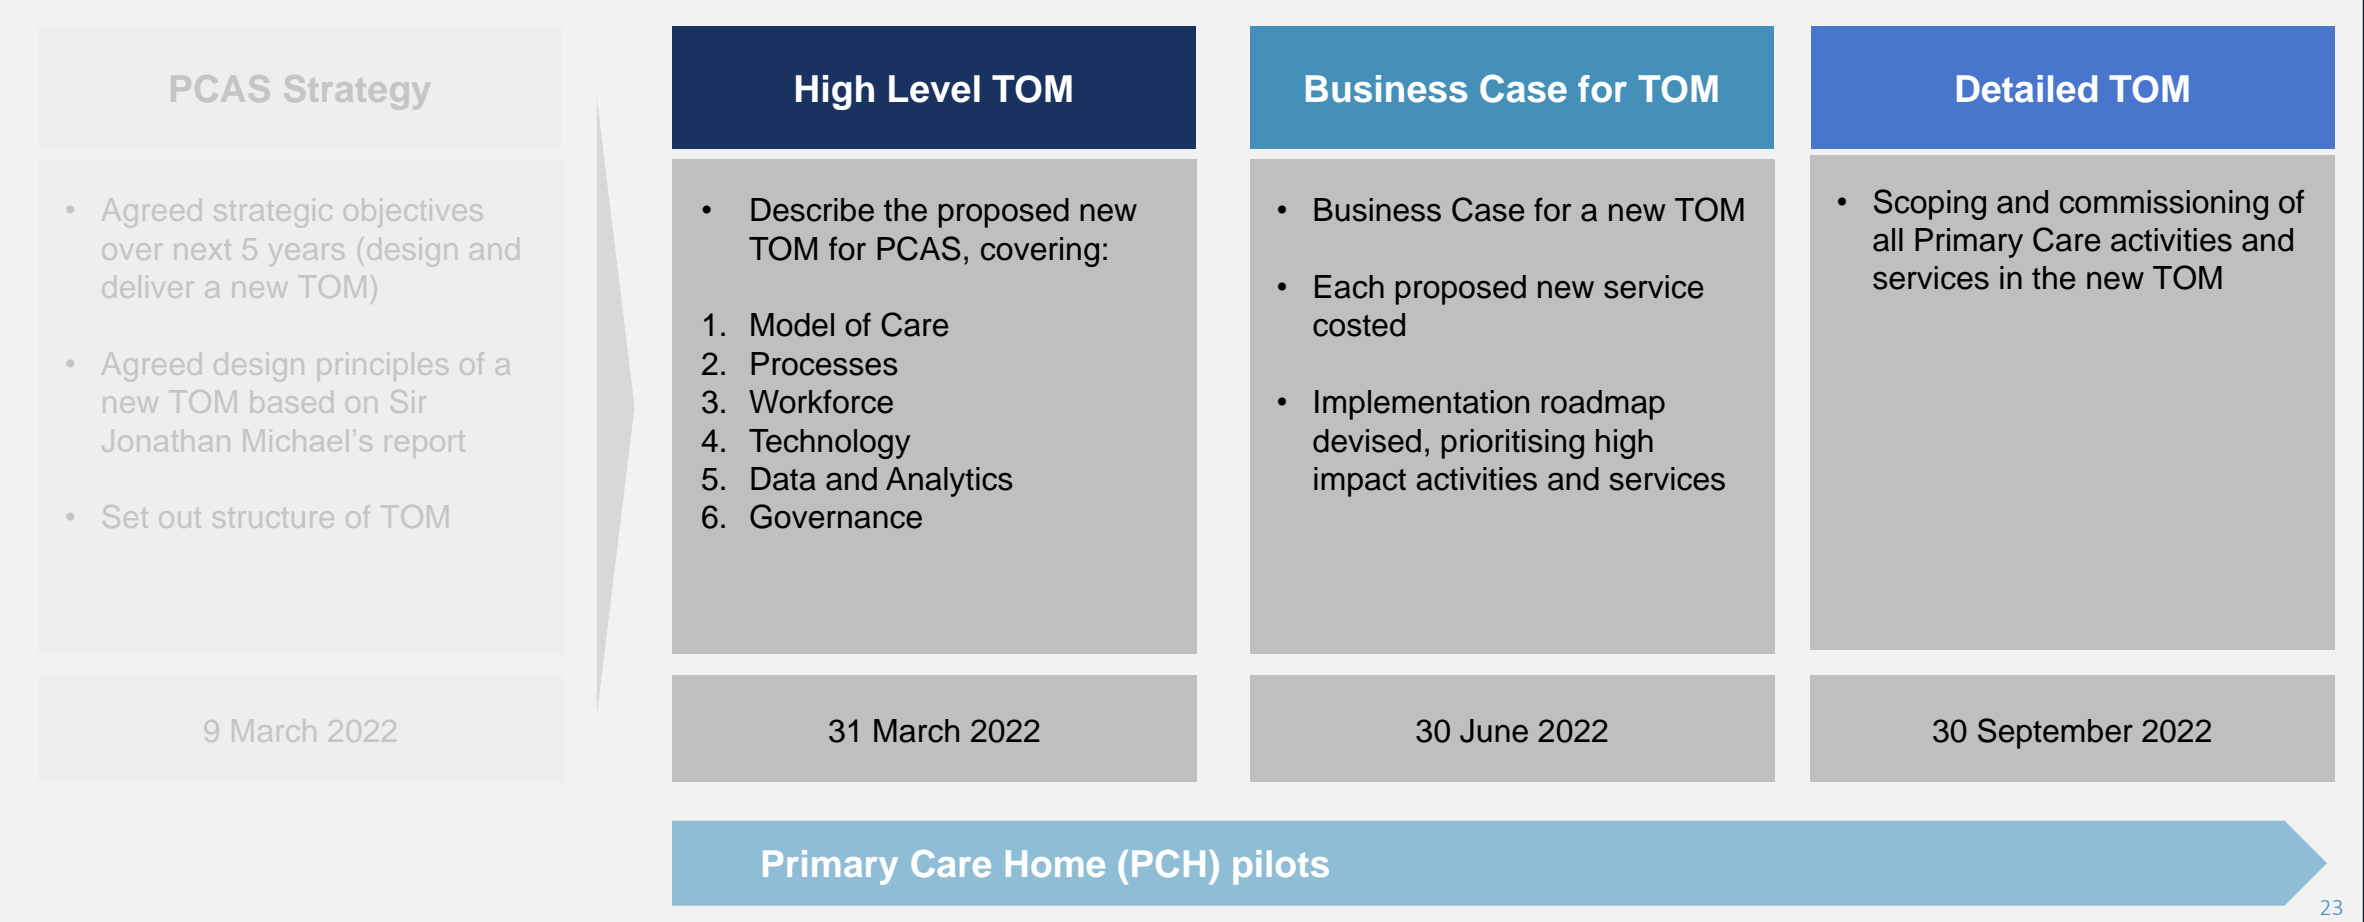 PCAS Strategy
• Agreed strategic objectives
over next 5 years (design and
deliver a new TOM)
• Agreed design principles of a
new TOM based on Sir
Jonathan Michael’s report
• Set out structure of TOM
9 March 2022
High Level TOM
• Describe the proposed new
TOM for PCAS, covering:
1. Model of Care
2. Processes
3. Workforce
4. Technology
5. Data and Analytics
6. Governance
31 March 2022
Business Case for TOM
• Business Case for a new TOM
• Each proposed new service
costed
• Implementation roadmap
devised, prioritising high
impact activities and services
30 June 2022
Detailed TOM
• Scoping and commissioning of
all Primary Care activities and
services in the new TOM
30 September 2022
Primary Care Home (PCH) pilots
23